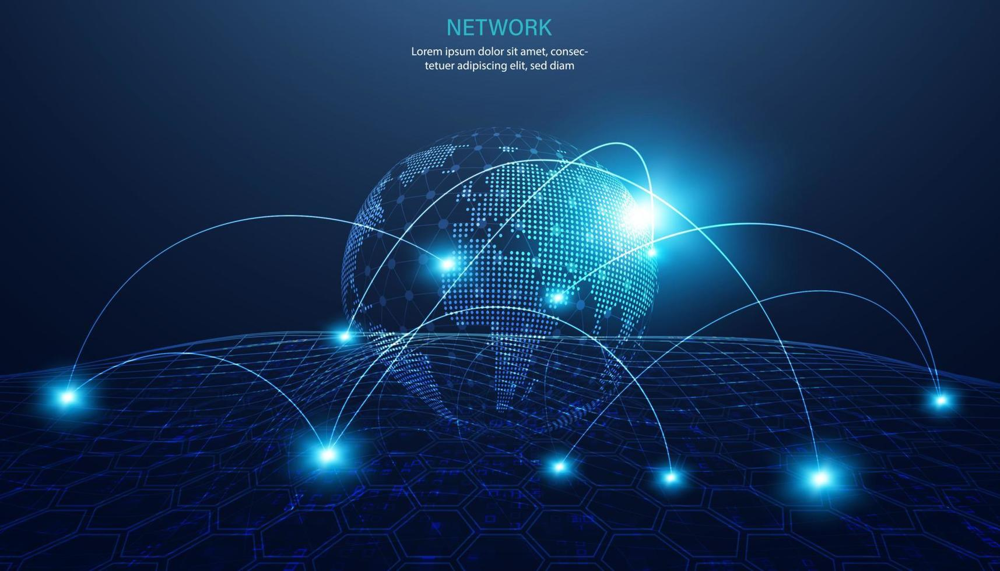 NETWORK
Lorem ipsum dolor sit amet, consec-
tetuer adipiscing elit, sed diam